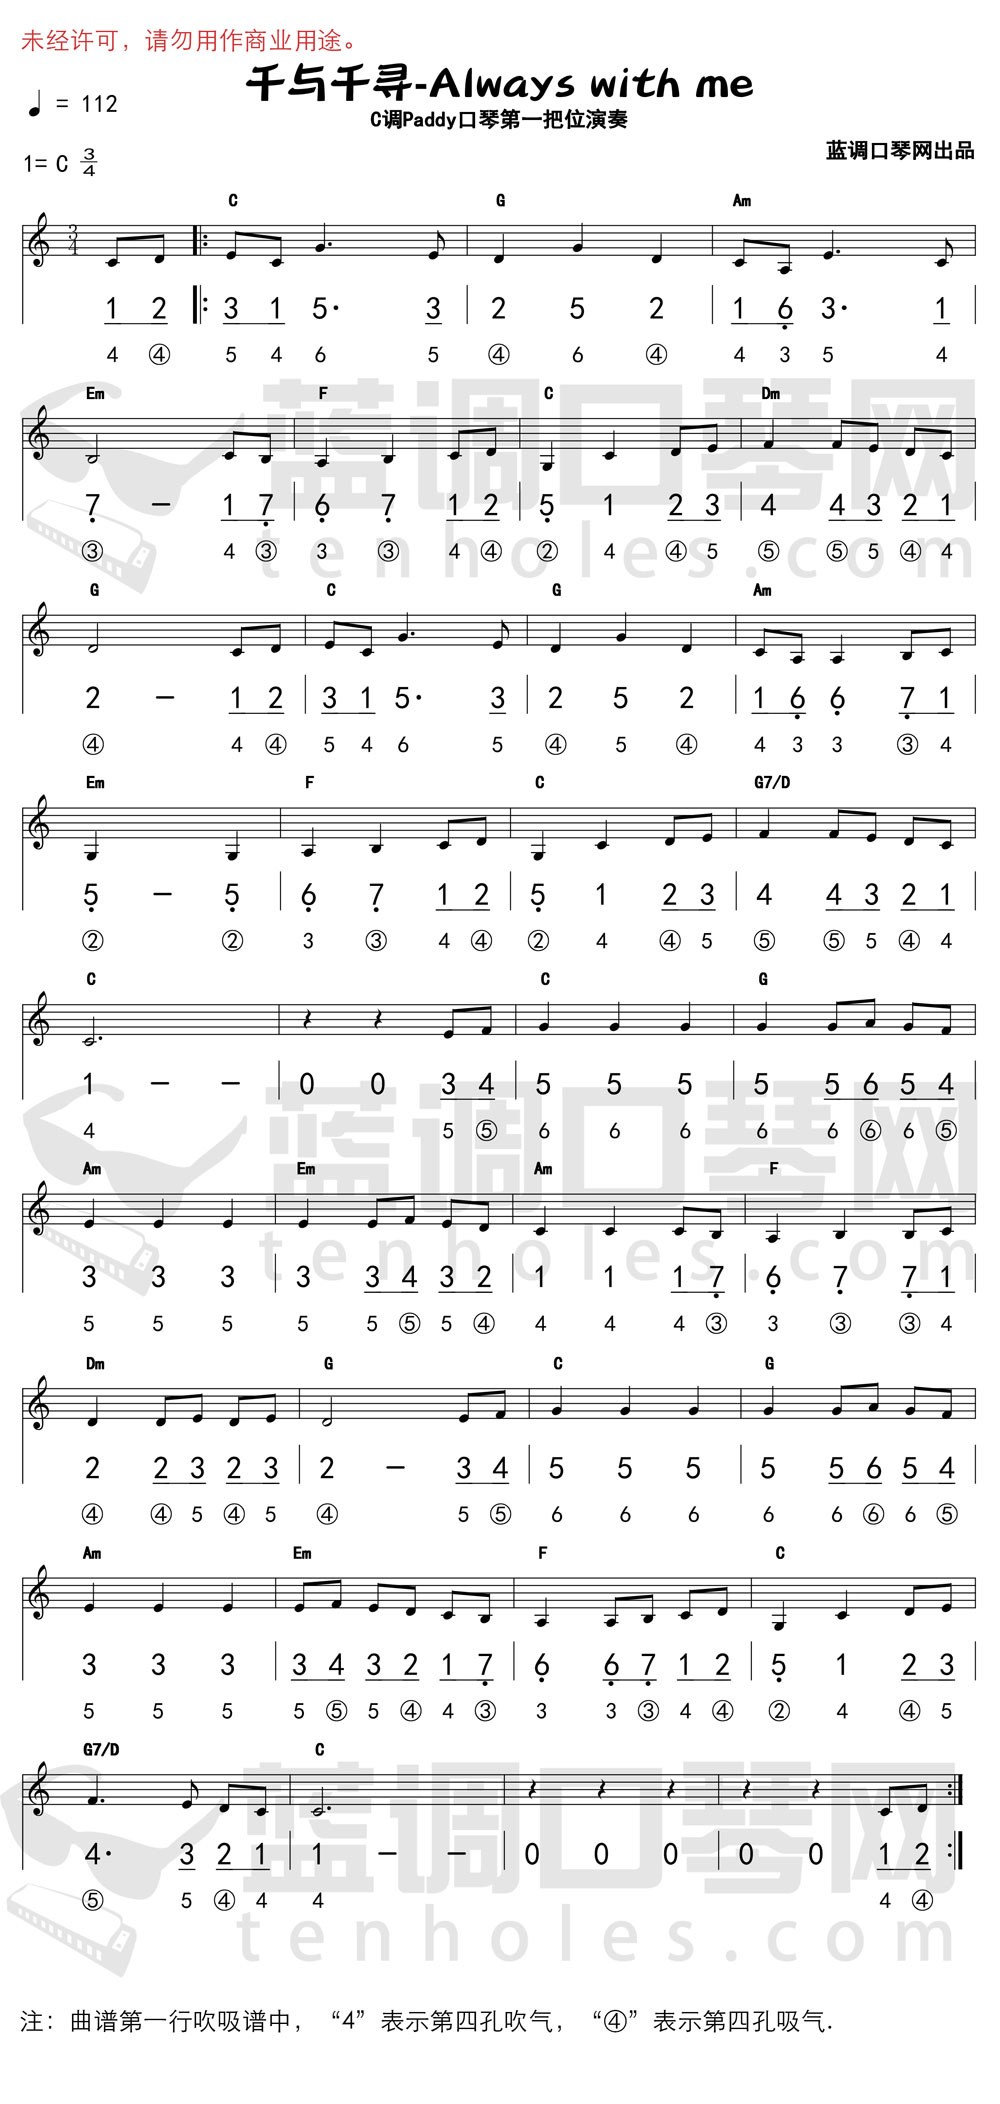 未经许可，请勿用作商业用途。
千与千寻-Always with me
♩ = 112
C调Paddy口琴第一把位演奏
蓝调口琴网出品
1= C 3/4
C G Am
3/4
1 2 3 1 5· 3 2 5 2 1 6 3· 1
4 ④ 5 4 6 5 ④ 6 ④ 4 3 5 4
Em F C Dm
7 – 1 7 6 7 1 2 5 1 2 3 4 4 3 2 1
③ 4 ③ 3 ③ 4 ④ ② 4 ④ 5 ⑤ ⑤ 5 ④ 4
蓝调口琴网
tenholes.com
G C G Am
2 – 1 2 3 1 5· 3 2 5 2 1 6 6 7 1
④ 4 ④ 5 4 6 5 ④ 5 ④ 4 3 3 ③ 4
Em F C G7/D
5 – 5 6 7 1 2 5 1 2 3 4 4 3 2 1
② ② 3 ③ 4 ④ ② 4 ④ 5 ⑤ ⑤ 5 ④ 4
C C G
1 – – 0 0 3 4 5 5 5 5 5 6 5 4
4 5 ⑤ 6 6 6 6 6 ⑥ 6 ⑤
蓝调口琴网
tenholes.com
Am Em Am F
3 3 3 3 3 4 3 2 1 1 1 7 6 7 7 1
5 5 5 5 5 ⑤ 5 ④ 4 4 4 ③ 3 ③ ③ 4
Dm G C G
2 2 3 2 3 2 – 3 4 5 5 5 5 5 6 5 4
④ ④ 5 ④ 5 ④ 5 ⑤ 6 6 6 6 6 ⑥ 6 ⑤
Am Em F C
3 3 3 3 4 3 2 1 7 6 6 7 1 2 5 1 2 3
5 5 5 5 ⑤ 5 ④ 4 ③ 3 3 ③ 4 ④ ② 4 ④ 5
G7/D C
4· 3 2 1 1 – – 0 0 0 0 0 1 2
⑤ 5 ④ 4 4 4 ④
蓝调口琴网
tenholes.com
注：曲谱第一行吹吸谱中，“4”表示第四孔吹气，“④”表示第四孔吸气.